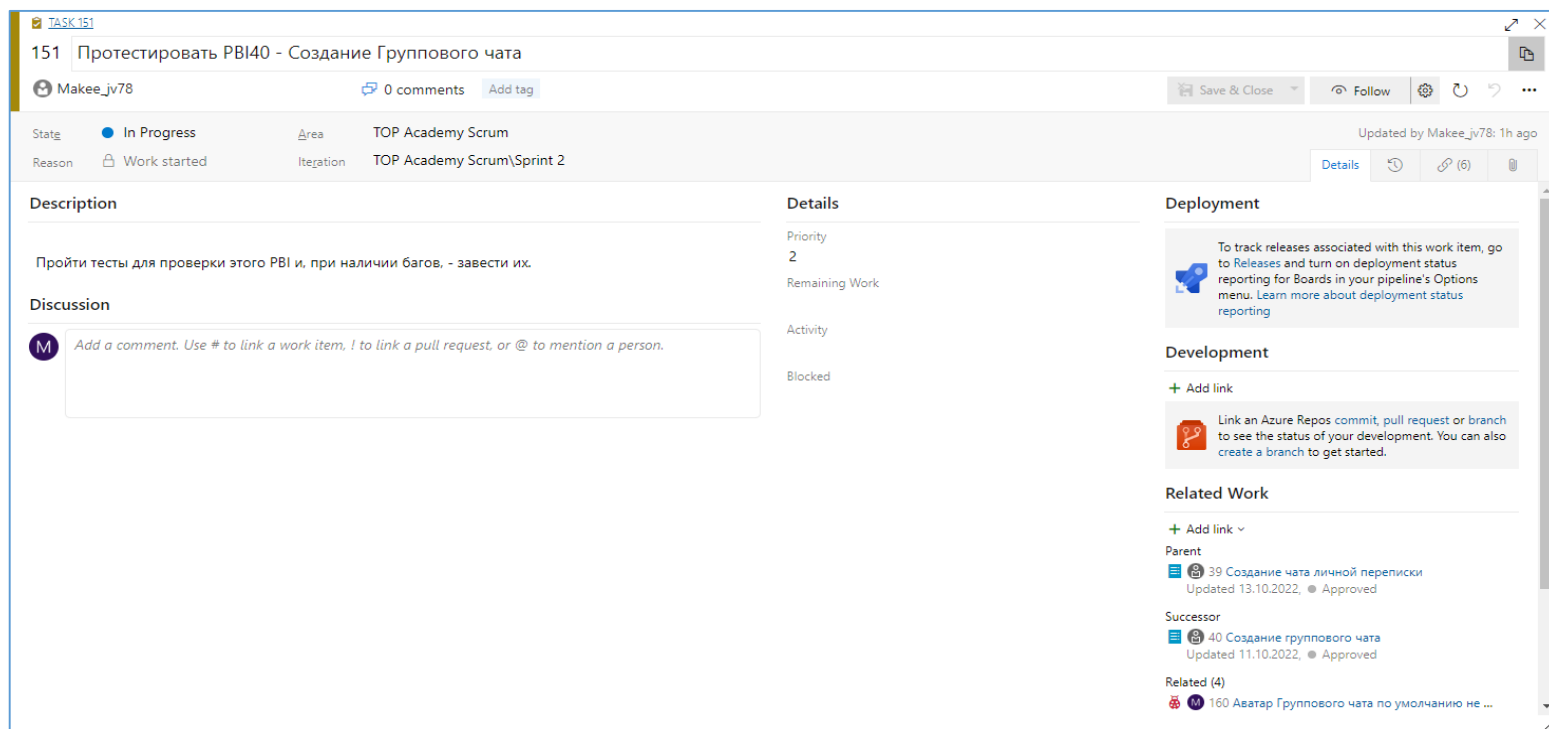 TASK 151
151 Протестировать PBI40 - Создание Группового чата
Makee_jv78 0 comments Add tag Save & Close Follow
State In Progress Area TOP Academy Scrum Updated by Makee_jv78: 1h ago
Reason Work started Iteration TOP Academy Scrum\Sprint 2 Details (6)
Description
Пройти тесты для проверки этого PBI и, при наличии багов, - завести их.
Discussion
M
Add a comment. Use # to link a work item, ! to link a pull request, or @ to mention a person.
Details
Priority
2
Remaining Work
Activity
Blocked
Deployment
To track releases associated with this work item, go
to Releases and turn on deployment status
reporting for Boards in your pipeline's Options
menu. Learn more about deployment status
reporting
Development
+ Add link
Link an Azure Repos commit, pull request or branch
to see the status of your development. You can also
create a branch to get started.
Related Work
+ Add link
Parent
39 Создание чата личной переписки
Updated 13.10.2022, ● Approved
Successor
40 Создание группового чата
Updated 11.10.2022, ● Approved
Related (4)
M 160 Аватар Группового чата по умолчанию не ...